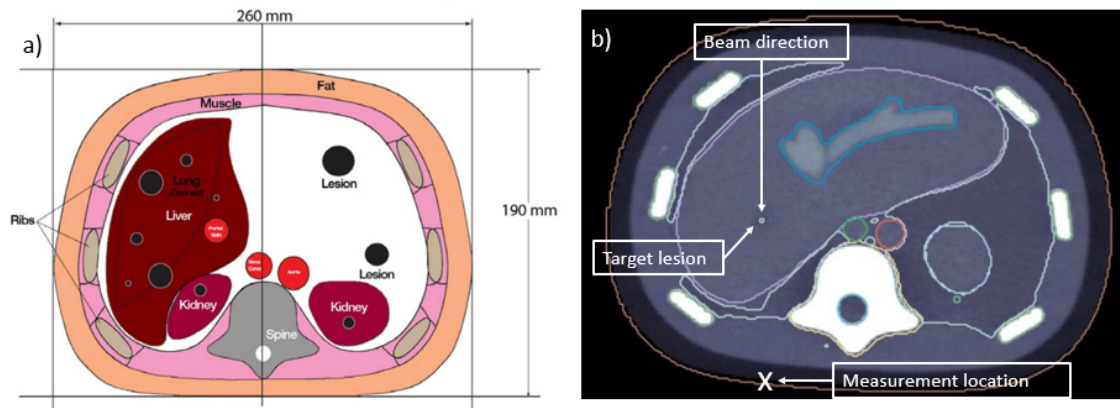 260 mm
a)
Fat
Muscle
Lung
(Dashed)
Lesion
Ribs
Liver
Portal
Vein
190 mm
Vena
Cava
Aorta
Lesion
Kidney
Kidney
Spine
b)
Beam direction
Target lesion
X
Measurement location